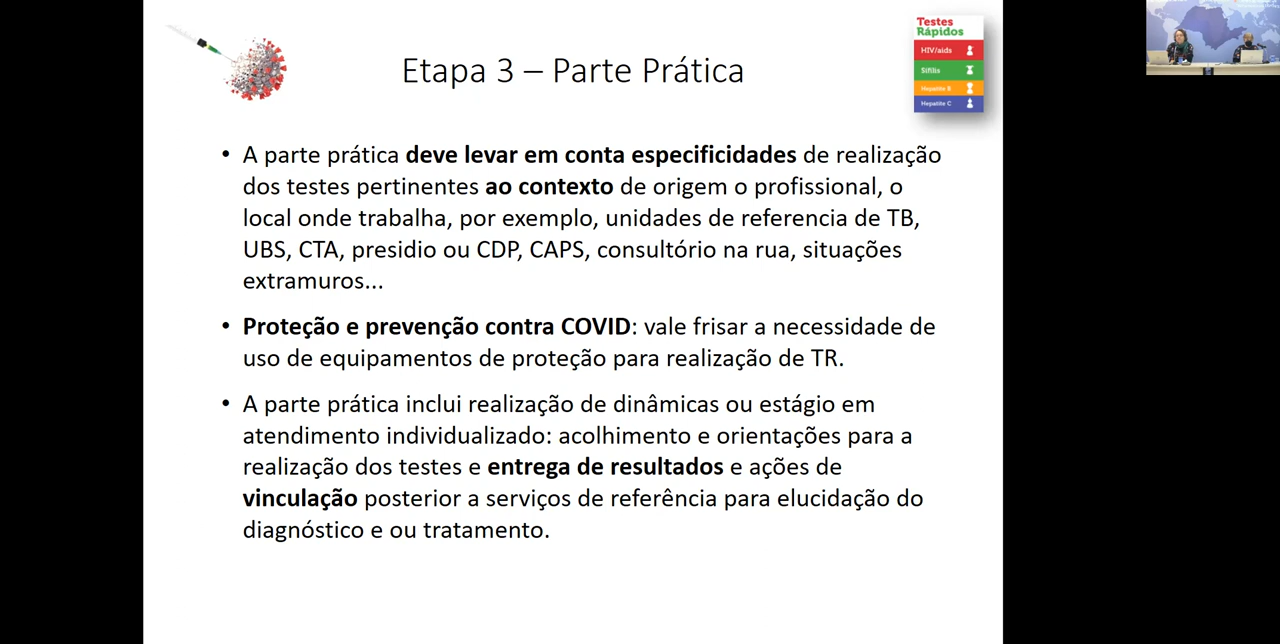 Etapa 3 – Parte Prática
Testes
Rápidos
HIV/aids
Sífilis
Hepatite B
Hepatite C
• A parte prática deve levar em conta especificidades de realização
dos testes pertinentes ao contexto de origem o profissional, o
local onde trabalha, por exemplo, unidades de referencia de TB,
UBS, CTA, presidio ou CDP, CAPS, consultório na rua, situações
extramuros...
• Proteção e prevenção contra COVID: vale frisar a necessidade de
uso de equipamentos de proteção para realização de TR.
• A parte prática inclui realização de dinâmicas ou estágio em
atendimento individualizado: acolhimento e orientações para a
realização dos testes e entrega de resultados e ações de
vinculação posterior a serviços de referência para elucidação do
diagnóstico e ou tratamento.